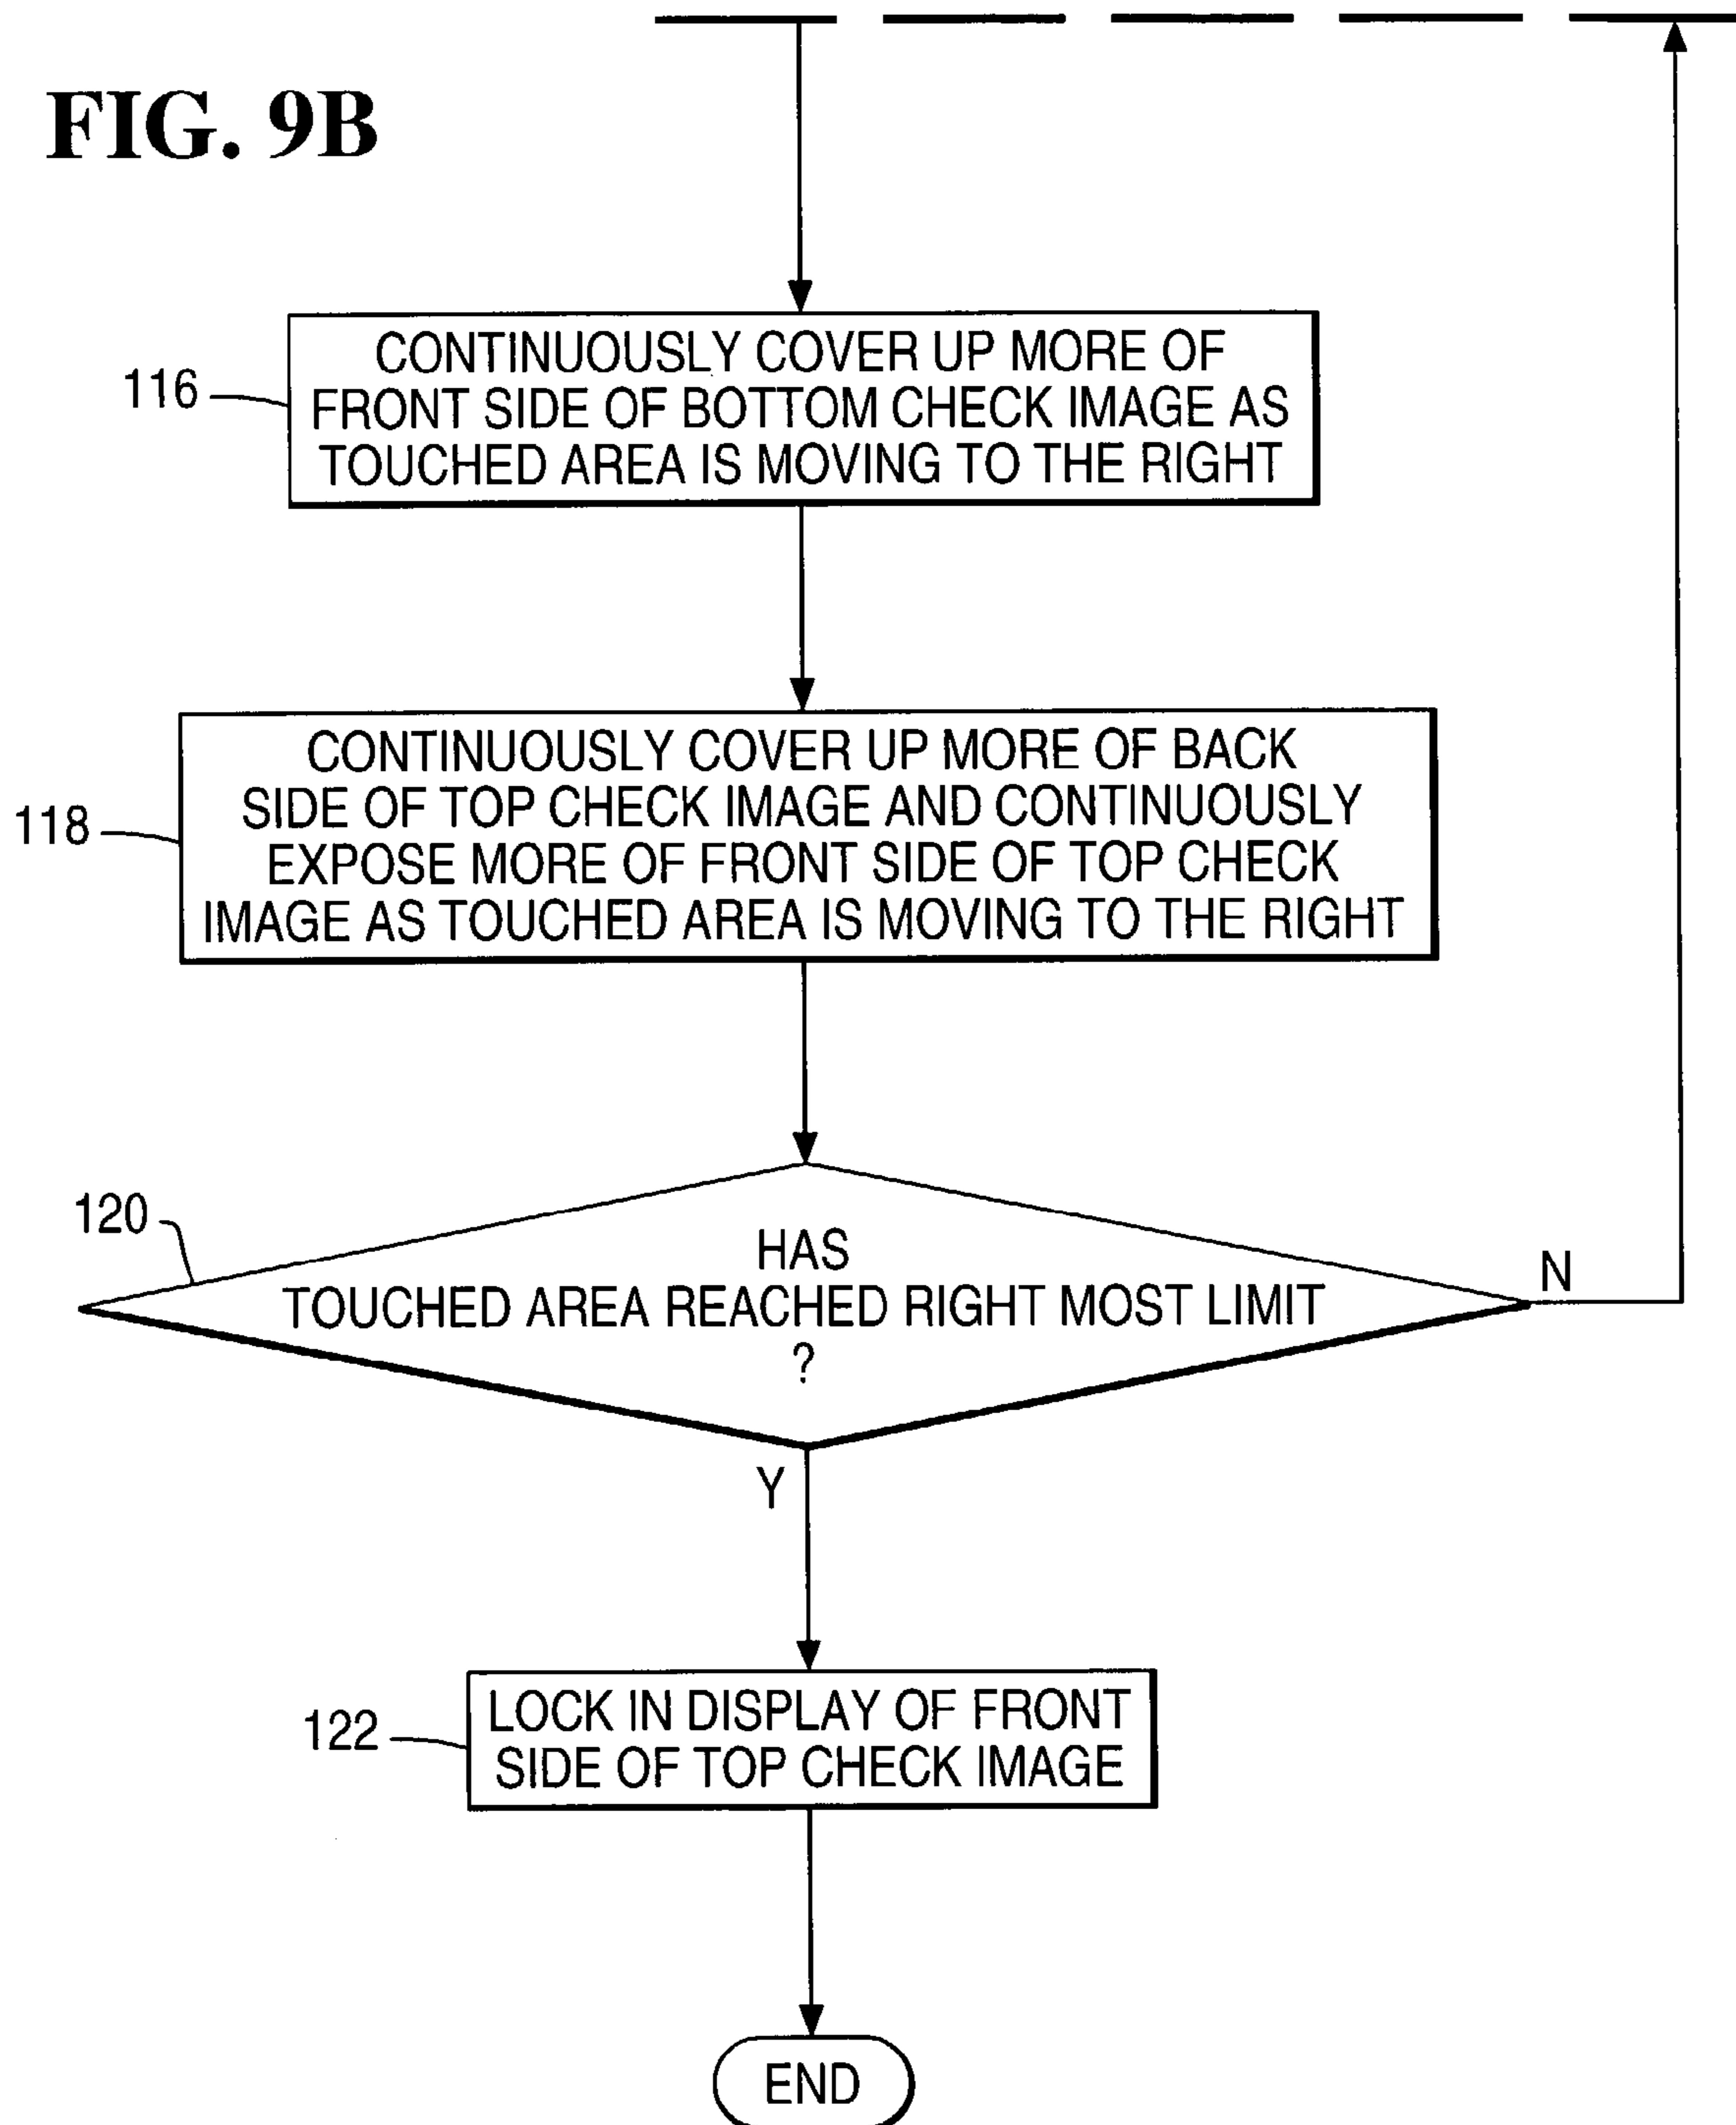 FIG. 9B
116
CONTINUOUSLY COVER UP MORE OF
FRONT SIDE OF BOTTOM CHECK IMAGE AS
TOUCHED AREA IS MOVING TO THE RIGHT
118
CONTINUOUSLY COVER UP MORE OF BACK
SIDE OF TOP CHECK IMAGE AND CONTINUOUSLY
EXPOSE MORE OF FRONT SIDE OF TOP CHECK
IMAGE AS TOUCHED AREA IS MOVING TO THE RIGHT
120
HAS
TOUCHED AREA REACHED RIGHT MOST LIMIT
?
N
Y
122
LOCK IN DISPLAY OF FRONT
SIDE OF TOP CHECK IMAGE
END